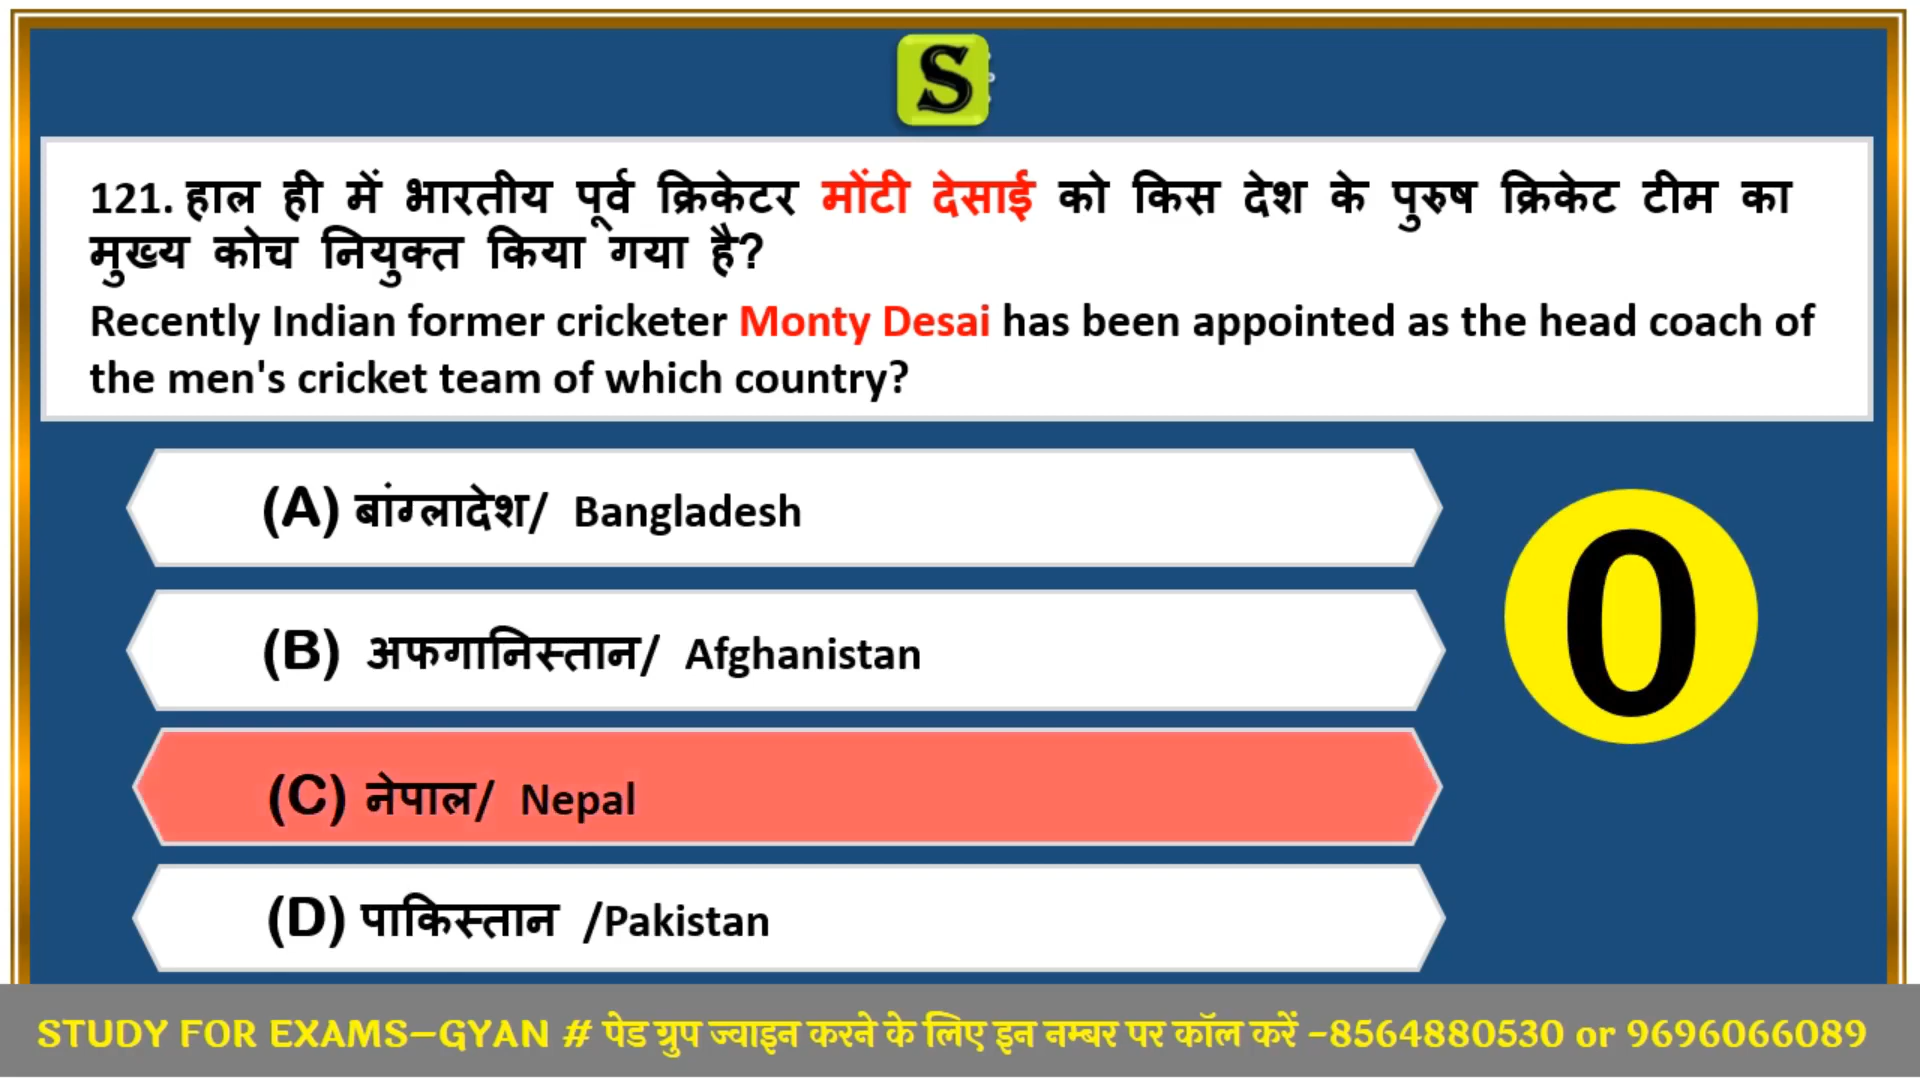 S
121. हाल ही में भारतीय पूर्व क्रिकेटर मोंटी देसाई को किस देश के पुरुष क्रिकेट टीम का
मुख्य कोच नियुक्त किया गया है?
Recently Indian former cricketer Monty Desai has been appointed as the head coach of
the men's cricket team of which country?
(A) बांग्लादेश/ Bangladesh
(B) अफगानिस्तान/ Afghanistan
0
(C) नेपाल/ Nepal
(D) पाकिस्तान /Pakistan
STUDY FOR EXAMS–GYAN # पेड ग्रुप ज्वाइन करने के लिए इन नम्बर पर कॉल करें -8564880530 or 9696066089